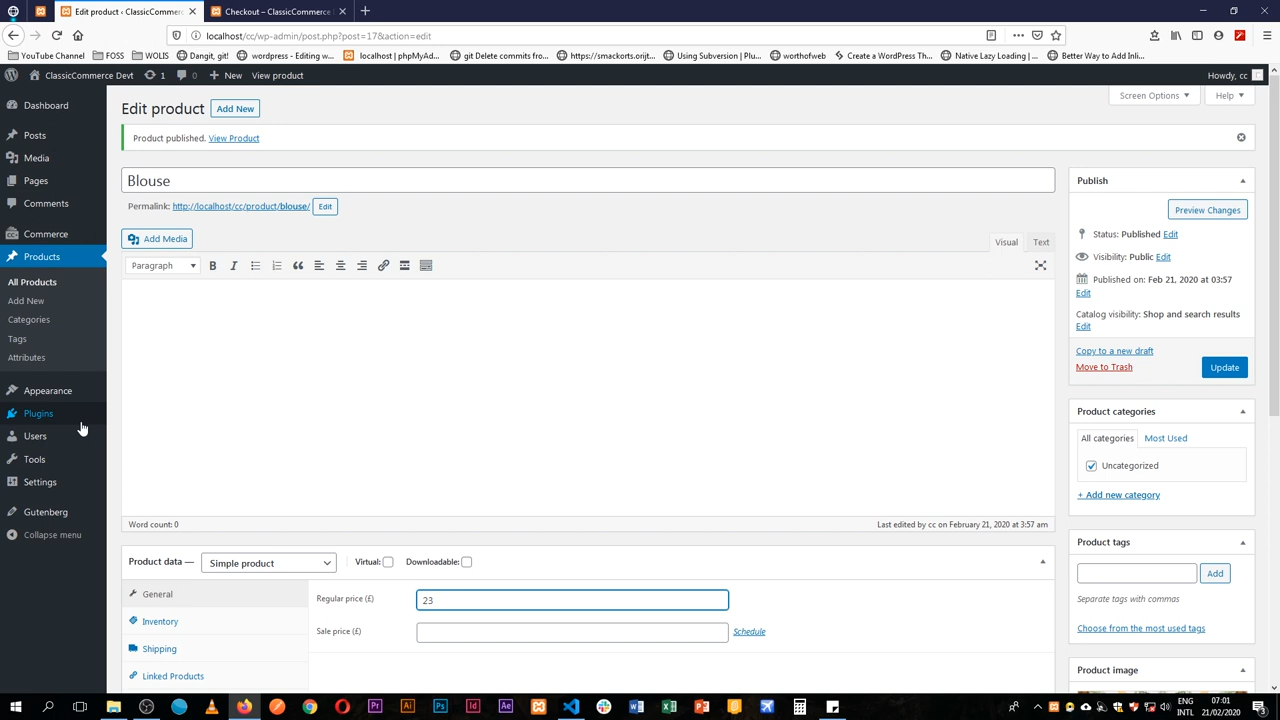 Edit product ‹ ClassicCommerc
Checkout – ClassicCommerce
localhost/cc/wp-admin/post.php?post=17&action=edit
YouTube Channel
FOSS
WOLIS
Dangit, git!
wordpress - Editing w...
localhost | phpMyAd...
git Delete commits fro...
https://smackorts.orijt...
Using Subversion | Plu...
worthofweb
Create a WordPress Th...
Native Lazy Loading | ...
Better Way to Add Inli...
ClassicCommerce Devt
1
0
New
View product
Howdy, cc
Dashboard
Posts
Media
Pages
Comments
Commerce
Products
All Products
Add New
Categories
Tags
Attributes
Appearance
Plugins
Users
Tools
Settings
Gutenberg
Collapse menu
Screen Options
Help
Edit product
Add New
Product published. View Product
Blouse
Permalink: http://localhost/cc/product/blouse/ Edit
Add Media
Visual
Text
Paragraph
B
I
Word count: 0
Last edited by cc on February 21, 2020 at 3:57 am
Product data —
Simple product
Virtual:
Downloadable:
General
Inventory
Shipping
Linked Products
Regular price (£)
23
Sale price (£)
Schedule
Publish
Preview Changes
Status: Published Edit
Visibility: Public Edit
Published on: Feb 21, 2020 at 03:57
Edit
Catalog visibility: Shop and search results
Edit
Copy to a new draft
Move to Trash
Update
Product categories
All categories
Most Used
Uncategorized
+ Add new category
Product tags
Add
Separate tags with commas
Choose from the most used tags
Product image
Pr
Ai
Ps
Id
Ae
ENG
INTL
07:01
21/02/2020
3